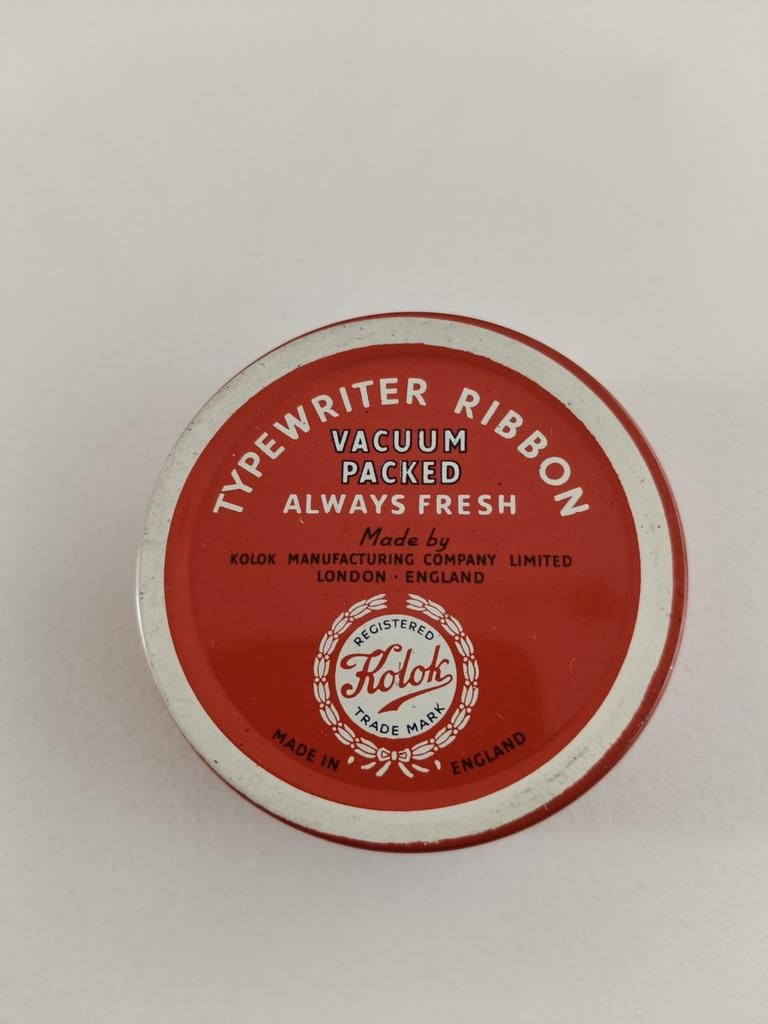 TYPEWRITER RIBBON
VACUUM
PACKED
ALWAYS FRESH
Made by
KOLOK MANUFACTURING COMPANY LIMITED
LONDON · ENGLAND
REGISTERED
Kolok
TRADE MARK
MADE IN ENGLAND